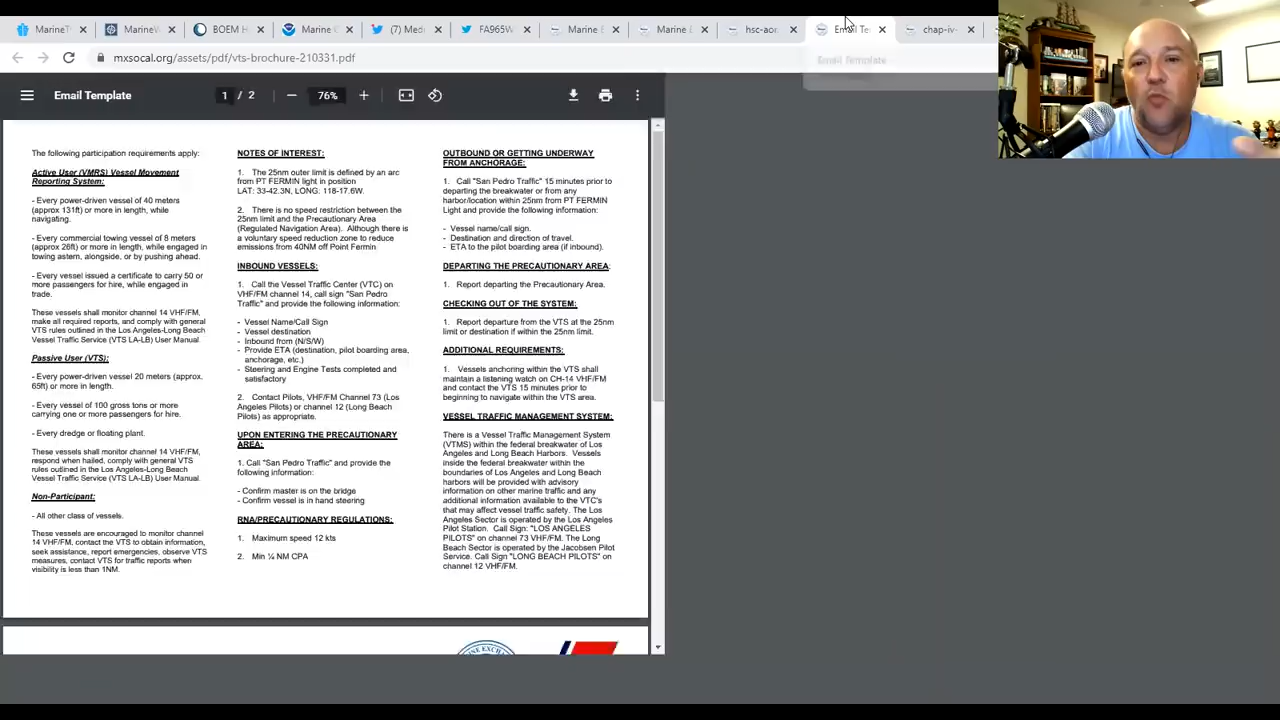 MarineT
MarineW
BOEM H
Marine C
(7) Med
FA965W
Marine E
Marine L
hsc-aor
Email Te
chap-iv-
mxsocal.org/assets/pdf/vts-brochure-210331.pdf
Email Template
Email Template
1 / 2
76%
The following participation requirements apply:
Active User (VMRS) Vessel Movement
Reporting System:
- Every power-driven vessel of 40 meters
(approx 131ft) or more in length, while
navigating.
- Every commercial towing vessel of 8 meters
(approx 26ft) or more in length, while engaged in
towing astern, alongside, or by pushing ahead.
- Every vessel issued a certificate to carry 50 or
more passengers for hire, while engaged in
trade.
These vessels shall monitor channel 14 VHF/FM,
make all required reports, and comply with general
VTS rules outlined in the Los Angeles-Long Beach
Vessel Traffic Service (VTS LA-LB) User Manual
Passive User (VTS):
- Every power-driven vessel 20 meters (approx.
65ft) or more in length.
- Every vessel of 100 gross tons or more
carrying one or more passengers for hire.
- Every dredge or floating plant.
These vessels shall monitor channel 14 VHF/FM,
respond when hailed, comply with general VTS
rules outlined in the Los Angeles-Long Beach
Vessel Traffic Service (VTS LA-LB) User Manual.
Non-Participant:
- All other class of vessels.
These vessels are encouraged to monitor channel
14 VHF/FM, contact the VTS to obtain information,
seek assistance, report emergencies, observe VTS
measures, contact VTS for traffic reports when
visibility is less than 1NM.
NOTES OF INTEREST:
1. The 25nm outer limit is defined by an arc
from PT FERMIN light in position
LAT: 33-42.3N, LONG: 118-17.6W.
2. There is no speed restriction between the
25nm limit and the Precautionary Area
(Regulated Navigation Area). Although there is
a voluntary speed reduction zone to reduce
emissions from 40NM off Point Fermin
INBOUND VESSELS:
1. Call the Vessel Traffic Center (VTC) on
VHF/FM channel 14, call sign "San Pedro
Traffic" and provide the following information:
- Vessel Name/Call Sign
- Vessel destination
- Inbound from (N/S/W)
- Provide ETA (destination, pilot boarding area,
anchorage, etc.)
- Steering and Engine Tests completed and
satisfactory
2. Contact Pilots, VHF/FM Channel 73 (Los
Angeles Pilots) or channel 12 (Long Beach
Pilots) as appropriate.
UPON ENTERING THE PRECAUTIONARY
AREA:
1. Call "San Pedro Traffic" and provide the
following information:
- Confirm master is on the bridge
- Confirm vessel is in hand steering
RNA/PRECAUTIONARY REGULATIONS:
1. Maximum speed 12 kts
2. Min ¼ NM CPA
OUTBOUND OR GETTING UNDERWAY
FROM ANCHORAGE:
1. Call "San Pedro Traffic" 15 minutes prior to
departing the breakwater or from any
harbor/location within 25nm from PT FERMIN
Light and provide the following information:
- Vessel name/call sign.
- Destination and direction of travel.
- ETA to the pilot boarding area (if inbound).
DEPARTING THE PRECAUTIONARY AREA:
1. Report departing the Precautionary Area.
CHECKING OUT OF THE SYSTEM:
1. Report departure from the VTS at the 25nm
limit or destination if within the 25nm limit.
ADDITIONAL REQUIREMENTS:
1. Vessels anchoring within the VTS shall
maintain a listening watch on CH-14 VHF/FM
and contact the VTS 15 minutes prior to
beginning to navigate within the VTS area.
VESSEL TRAFFIC MANAGEMENT SYSTEM:
There is a Vessel Traffic Management System
(VTMS) within the federal breakwater of Los
Angeles and Long Beach Harbors. Vessels
inside the federal breakwater within the
boundaries of Los Angeles and Long Beach
harbors will be provided with advisory
information on other marine traffic and any
additional information available to the VTC's
that may affect vessel traffic safety. The Los
Angeles Sector is operated by the Los Angeles
Pilot Station. Call Sign: "LOS ANGELES
PILOTS" on channel 73 VHF/FM. The Long
Beach Sector is operated by the Jacobsen Pilot
Service. Call Sign "LONG BEACH PILOTS" on
channel 12 VHF/FM.